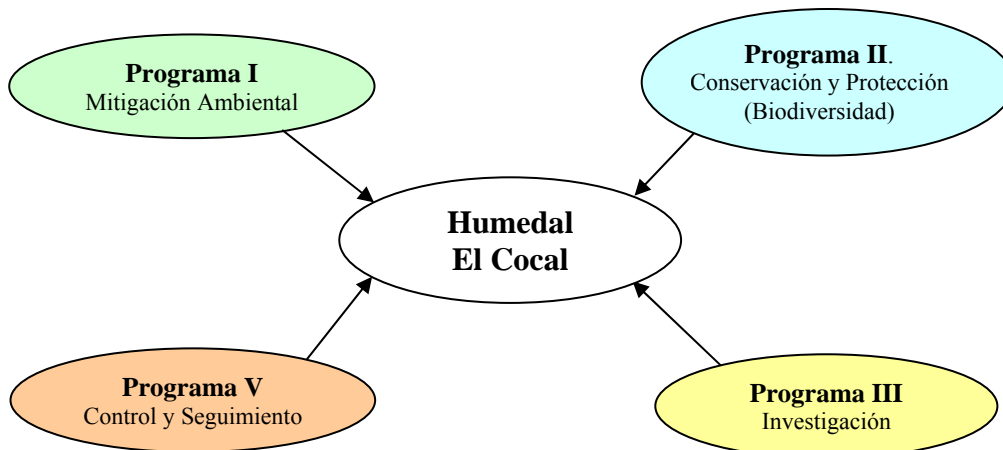 Programa I
Mitigación Ambiental
Programa II.
Conservación y Protección
(Biodiversidad)
Humedal
El Cocal
Programa V
Control y Seguimiento
Programa III
Investigación